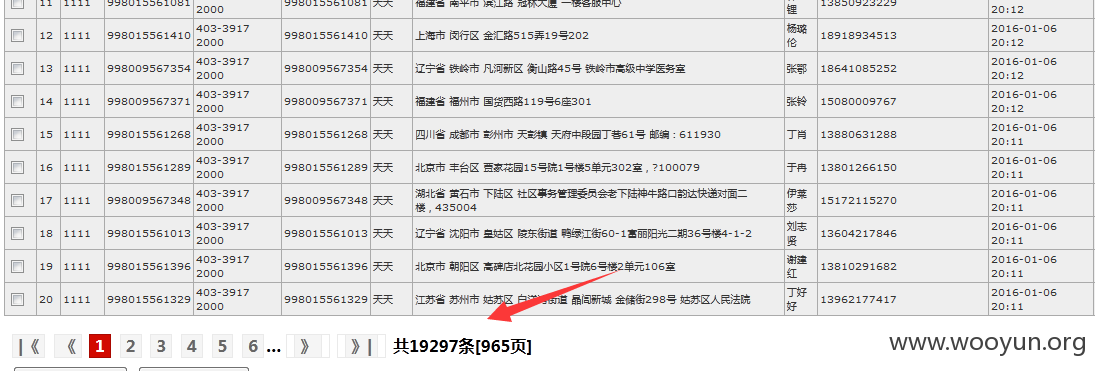 11 1111 998015561081 2000 998015561081 天天 福建省 南平市 滨江路 冠林大厦 一楼客服中心 锂 13850923229 20:12
12 1111 998015561410 403-3917 2000 998015561410 天天 上海市 闵行区 金汇路515弄19号202 杨璐伦 18918934513 2016-01-06 20:12
13 1111 998009567354 403-3917 2000 998009567354 天天 辽宁省 铁岭市 凡河新区 衡山路45号 铁岭市高级中学医务室 张鄂 18641085252 2016-01-06 20:12
14 1111 998009567371 403-3917 2000 998009567371 天天 福建省 福州市 国货西路119号6座301 张铃 15080009767 2016-01-06 20:12
15 1111 998015561268 403-3917 2000 998015561268 天天 四川省 成都市 彭州市 天彭镇 天府中段园丁巷61号 邮编：611930 丁肖 13880631288 2016-01-06 20:11
16 1111 998015561289 403-3917 2000 998015561289 天天 北京市 丰台区 贾家花园15号院1号楼5单元302室，?100079 于冉 13801266150 2016-01-06 20:11
17 1111 998009567348 403-3917 2000 998009567348 天天 湖北省 黄石市 下陆区 社区事务管理委员会老下陆神牛路口韵达快递对面二楼，435004 伊莱莎 15172115270 2016-01-06 20:11
18 1111 998015561013 403-3917 2000 998015561013 天天 辽宁省 沈阳市 皇姑区 陵东街道 鸭绿江街60-1富丽阳光二期36号楼4-1-2 刘志贤 13604217846 2016-01-06 20:11
19 1111 998015561396 403-3917 2000 998015561396 天天 北京市 朝阳区 高碑店北花园小区1号院6号楼2单元106室 谢建红 13810291682 2016-01-06 20:11
20 1111 998015561329 403-3917 2000 998015561329 天天 江苏省 苏州市 姑苏区 街道 晶闾新城 金储街298号 姑苏区人民法院 丁好好 13962177417 2016-01-06 20:11
|《 《 1 2 3 4 5 6 ... 》 》| 共19297条[965页]
www.wooyun.org